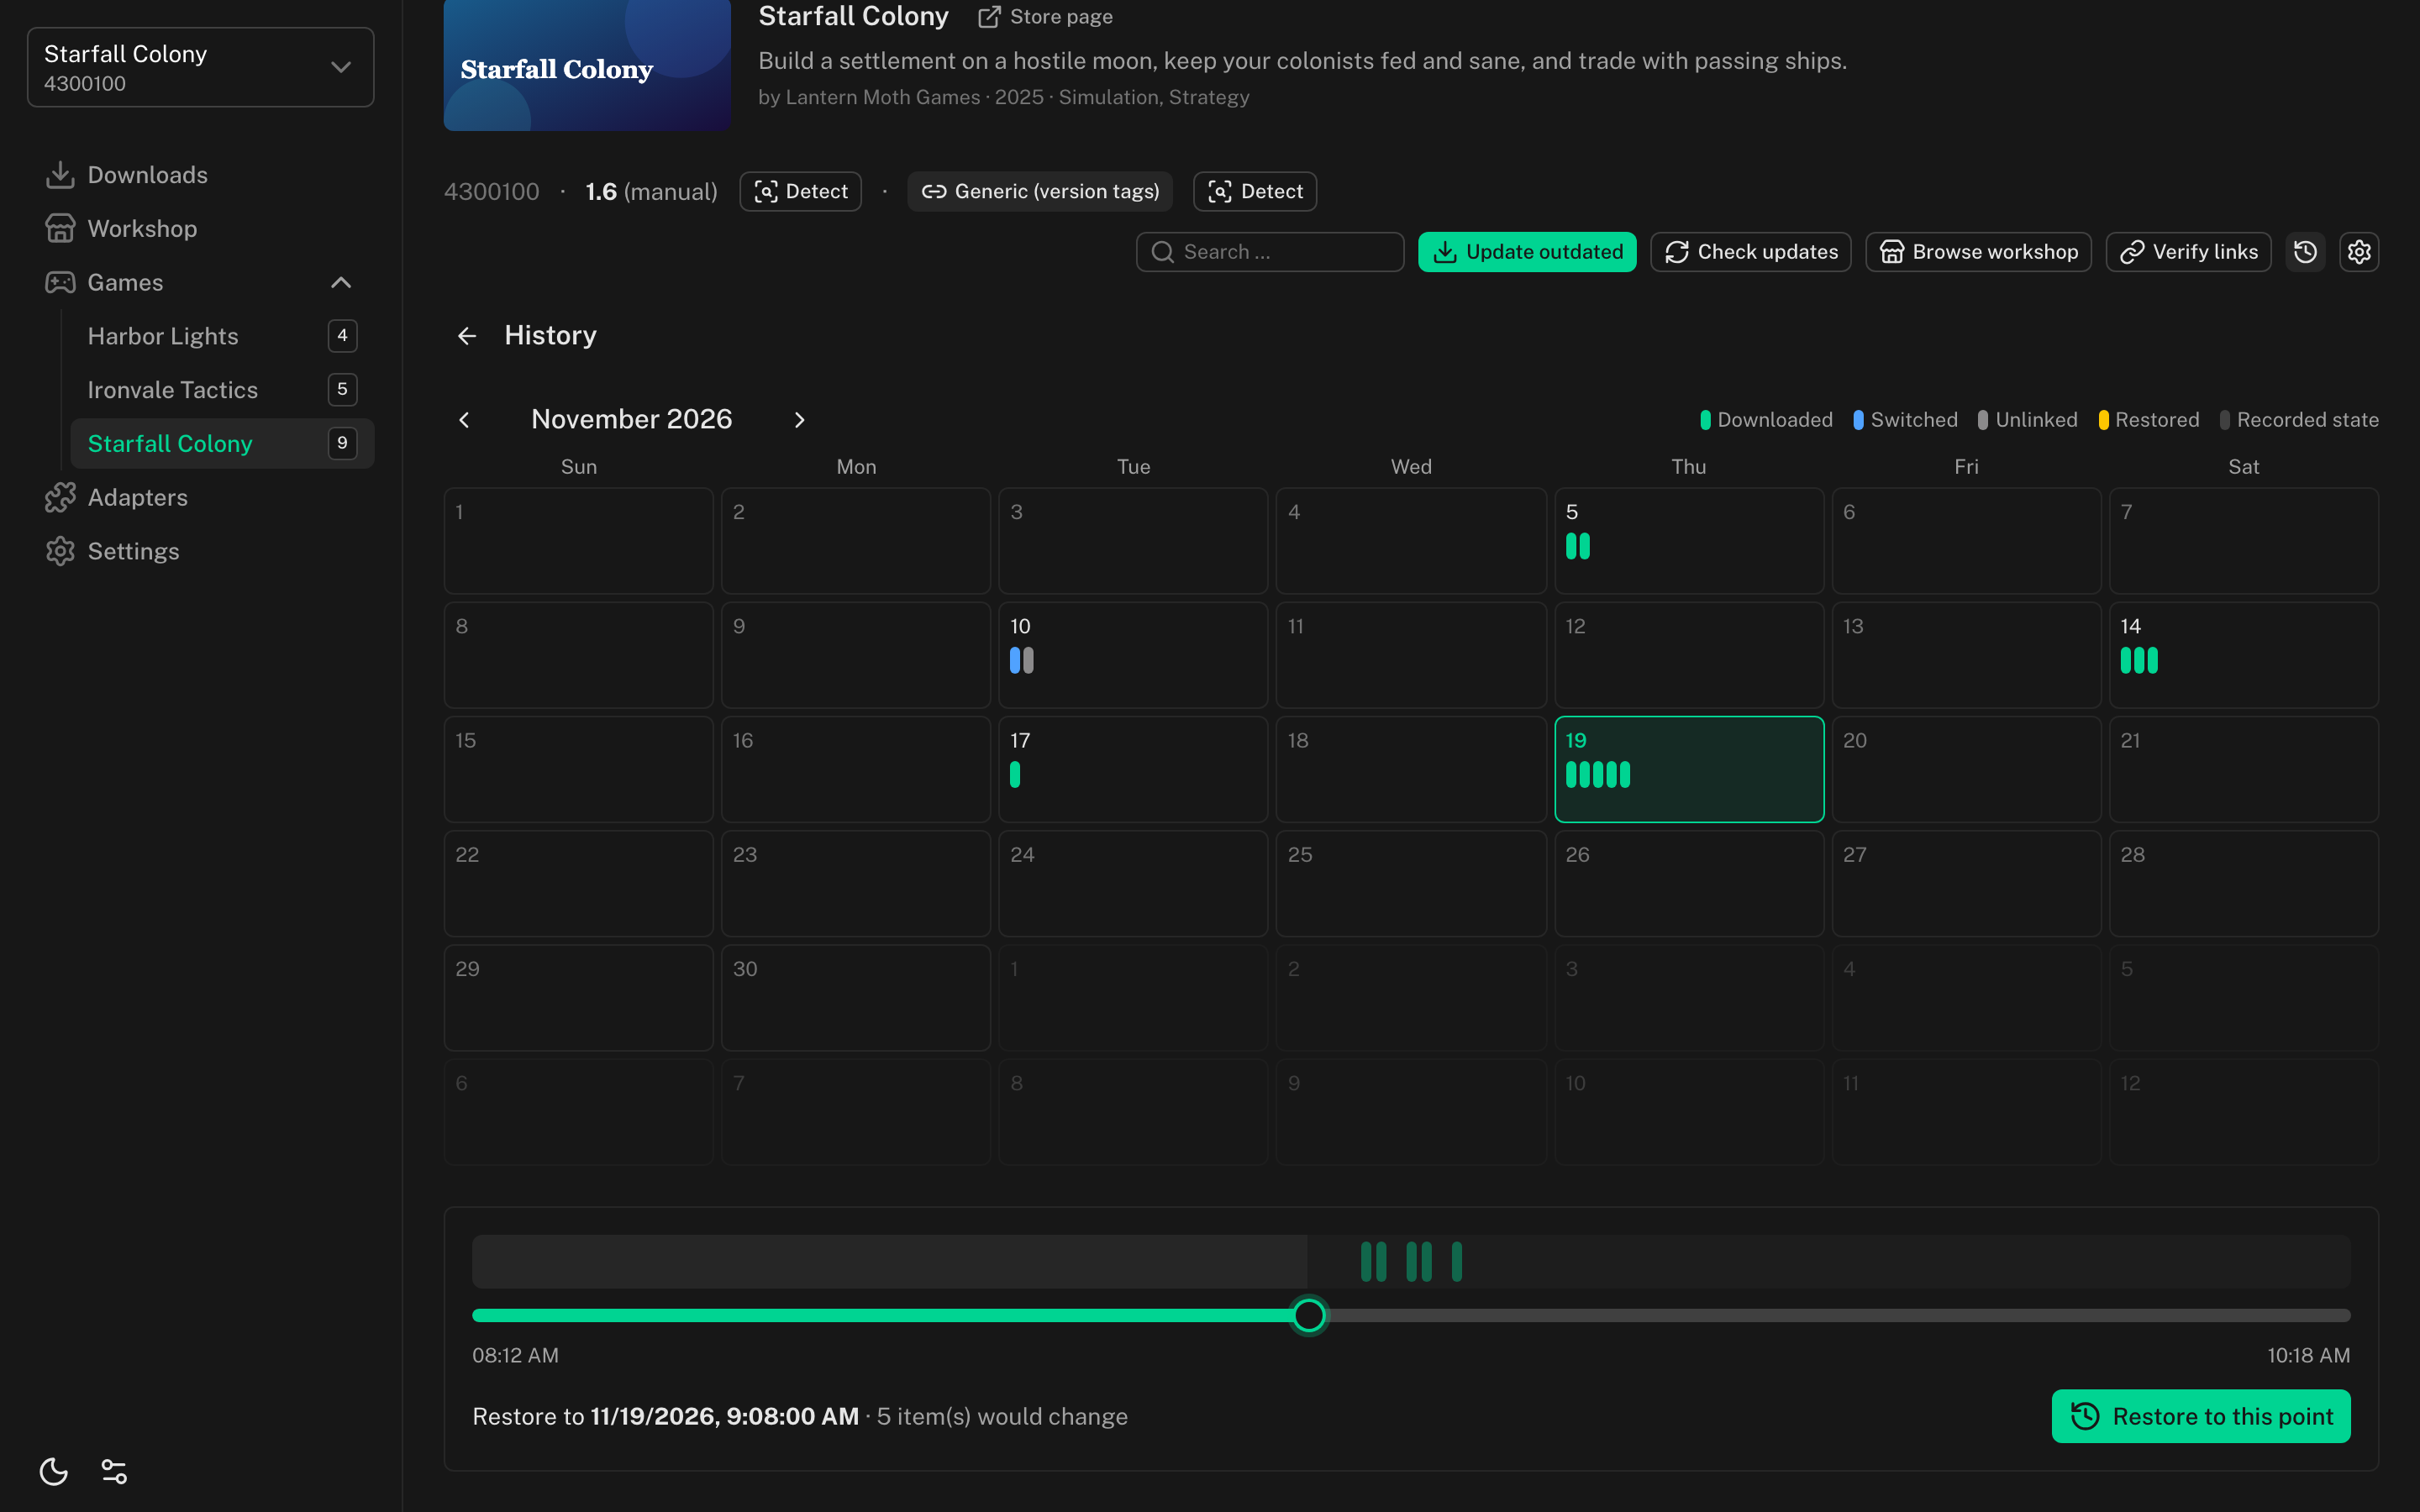 Starfall Colony
4300100
Downloads
Workshop
Games
Harbor Lights 4
Ironvale Tactics 5
Starfall Colony 9
Adapters
Settings
Starfall Colony
Starfall Colony Store page
Build a settlement on a hostile moon, keep your colonists fed and sane, and trade with passing ships.
by Lantern Moth Games · 2025 · Simulation, Strategy
4300100 · 1.6 (manual) Detect · Generic (version tags) Detect
Search ... Update outdated Check updates Browse workshop Verify links
History
November 2026 Downloaded Switched Unlinked Restored Recorded state
Sun Mon Tue Wed Thu Fri Sat
1 2 3 4 5 6 7
8 9 10 11 12 13 14
15 16 17 18 19 20 21
22 23 24 25 26 27 28
29 30 1 2 3 4 5
6 7 8 9 10 11 12
08:12 AM 10:18 AM
Restore to 11/19/2026, 9:08:00 AM · 5 item(s) would change Restore to this point